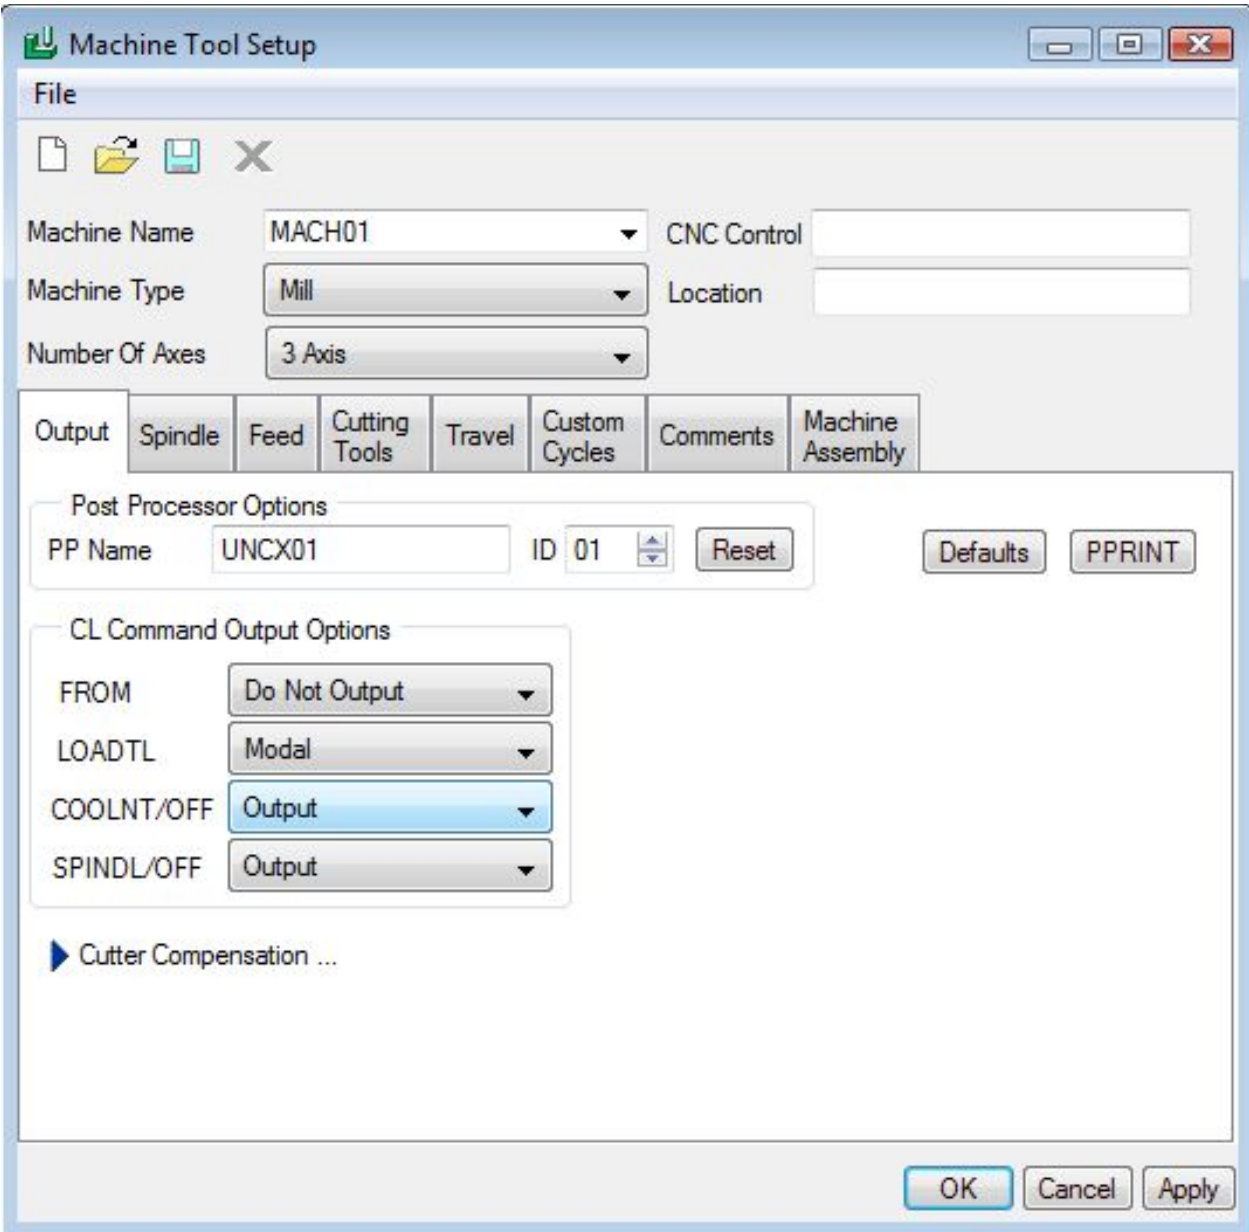 Machine Tool Setup
File
Machine Name MACH01 CNC Control
Machine Type Mill Location
Number Of Axes 3 Axis
Output Spindle Feed Cutting Tools Travel Custom Cycles Comments Machine Assembly
Post Processor Options
PP Name UNCX01 ID 01 Reset Defaults PPRINT
CL Command Output Options
FROM Do Not Output
LOADTL Modal
COOLNT/OFF Output
SPINDL/OFF Output
Cutter Compensation ...
OK Cancel Apply